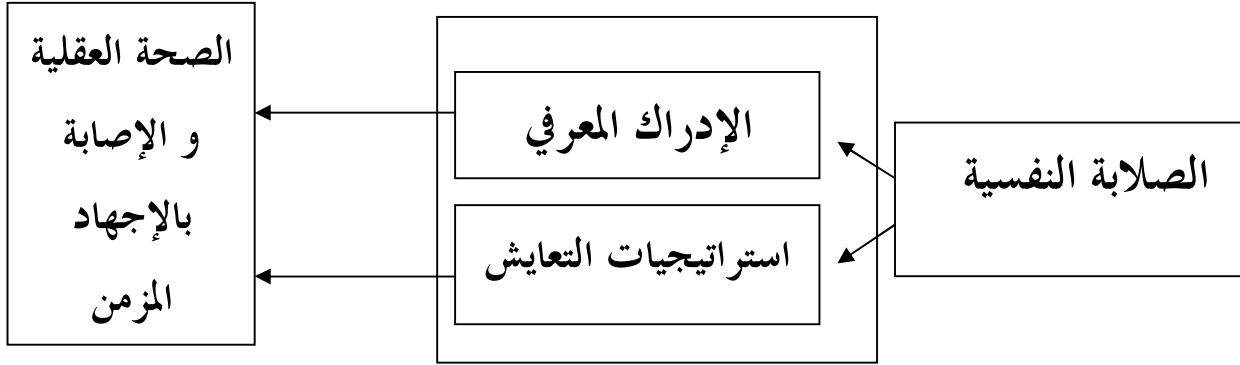 الصلابة النفسية
الإدراك المعرفي
استراتيجيات التعايش
الصحة العقلية
و الإصابة
بالإجهاد
المزمن